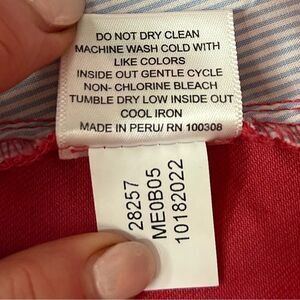 DO NOT DRY CLEAN
MACHINE WASH COLD WITH
LIKE COLORS
INSIDE OUT GENTLE CYCLE
NON- CHLORINE BLEACH
TUMBLE DRY LOW INSIDE OUT
COOL IRON
MADE IN PERU/ RN 100308
28257
ME0B05
10182022